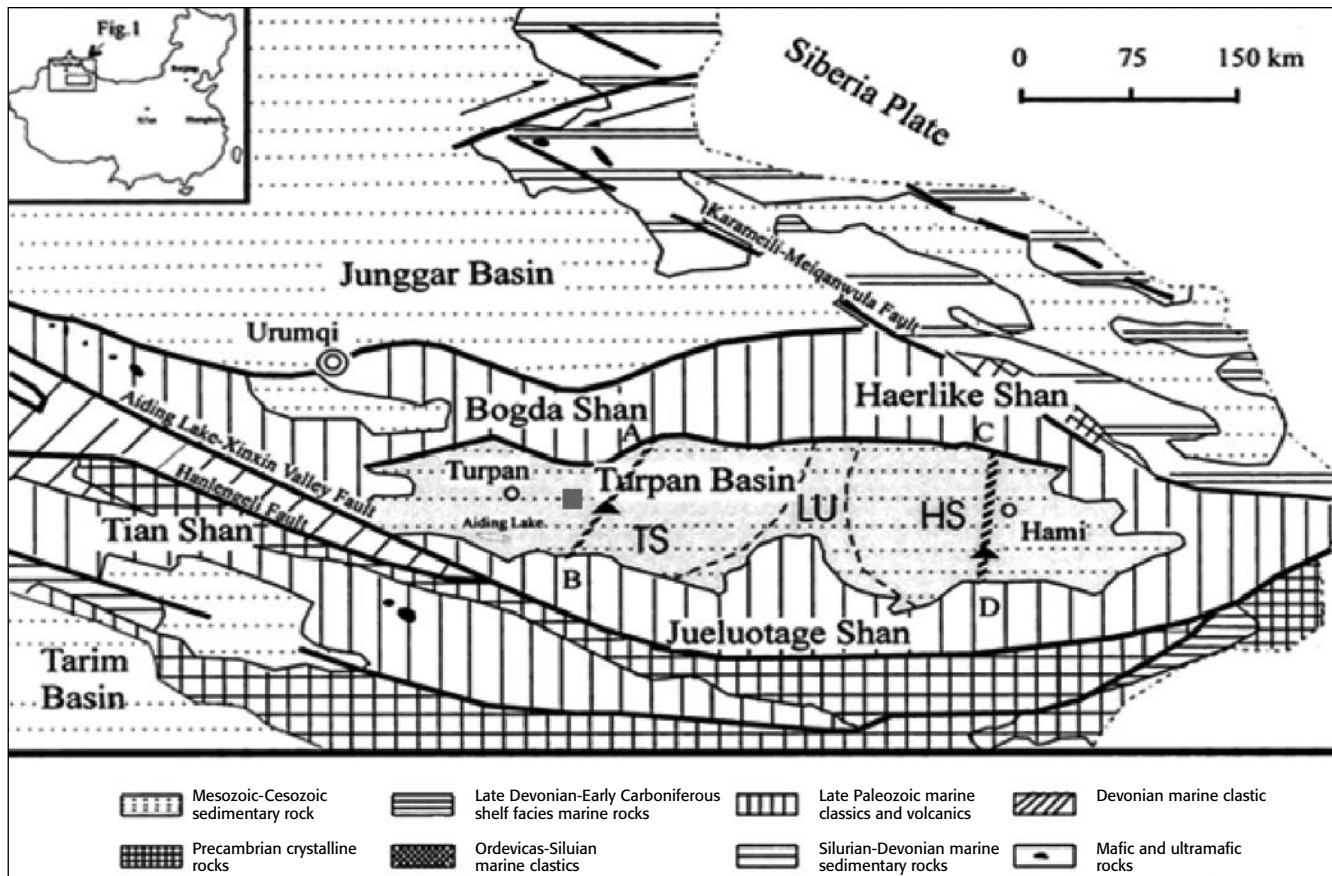 Fig.1
Siberia Plate
0 75 150 km
Karameili-Meiqanwula Fault
Junggar Basin
Urumqi
Haerlike Shan
Bogda Shan
A
C
Aiding Lake-Xinxin Valley Fault
Turpan
Turpan Basin
LU
HS
Hami
Aiding Lake
TS
Tian Shan
B
D
Jueluotage Shan
Tarim
Basin
Mesozoic-Cesozoic
sedimentary rock
Late Devonian-Early Carboniferous
shelf facies marine rocks
Late Paleozoic marine
classics and volcanics
Devonian marine clastic
Precambrian crystalline
rocks
Ordevicas-Siluian
marine clastics
Silurian-Devonian marine
sedimentary rocks
Mafic and ultramafic
rocks